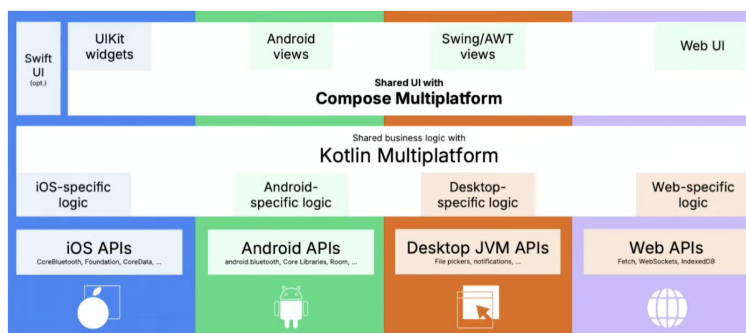 Swift
UI
(opt.)
UIKit
widgets
Android
views
Swing/AWT
views
Web UI
Shared UI with
Compose Multiplatform
Shared business logic with
Kotlin Multiplatform
iOS-specific
logic
Android-
specific logic
Desktop-
specific logic
Web-specific
logic
iOS APIs
CoreBluetooth, Foundation, CoreData, ...
Android APIs
android.bluetooth, Core Libraries, Room, ...
Desktop JVM APIs
File pickers, notifications, ...
Web APIs
Fetch, WebSockets, IndexedDB